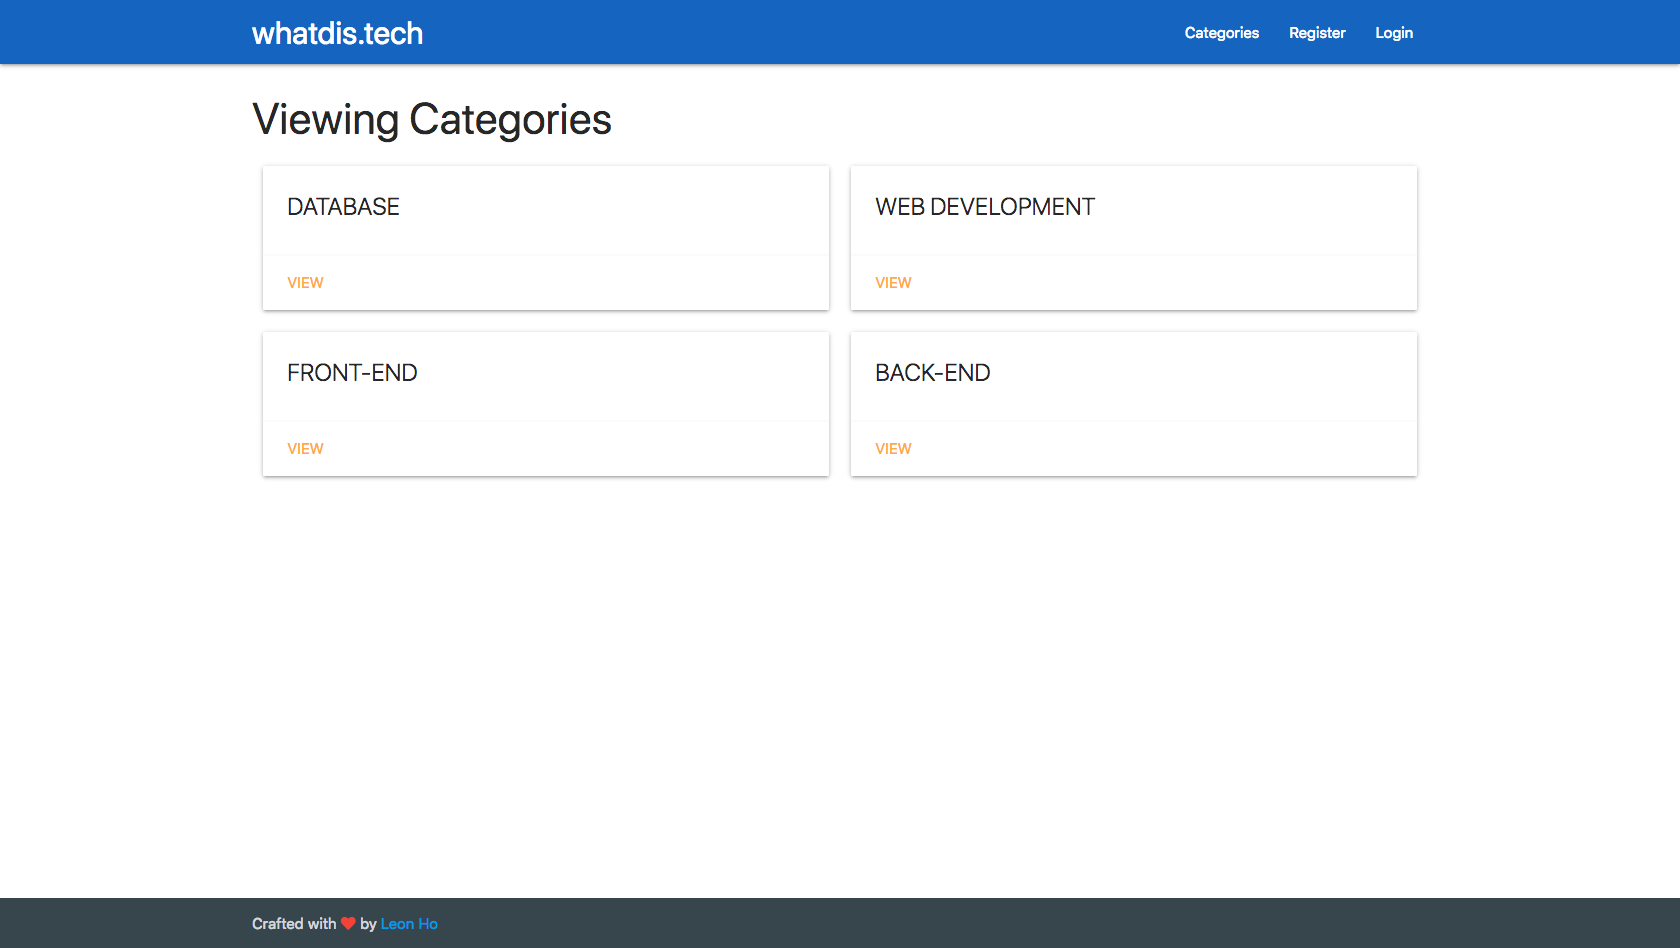 whatdis.tech
Categories Register Login
Viewing Categories
DATABASE
VIEW
WEB DEVELOPMENT
VIEW
FRONT-END
VIEW
BACK-END
VIEW
Crafted with ❤ by Leon Ho